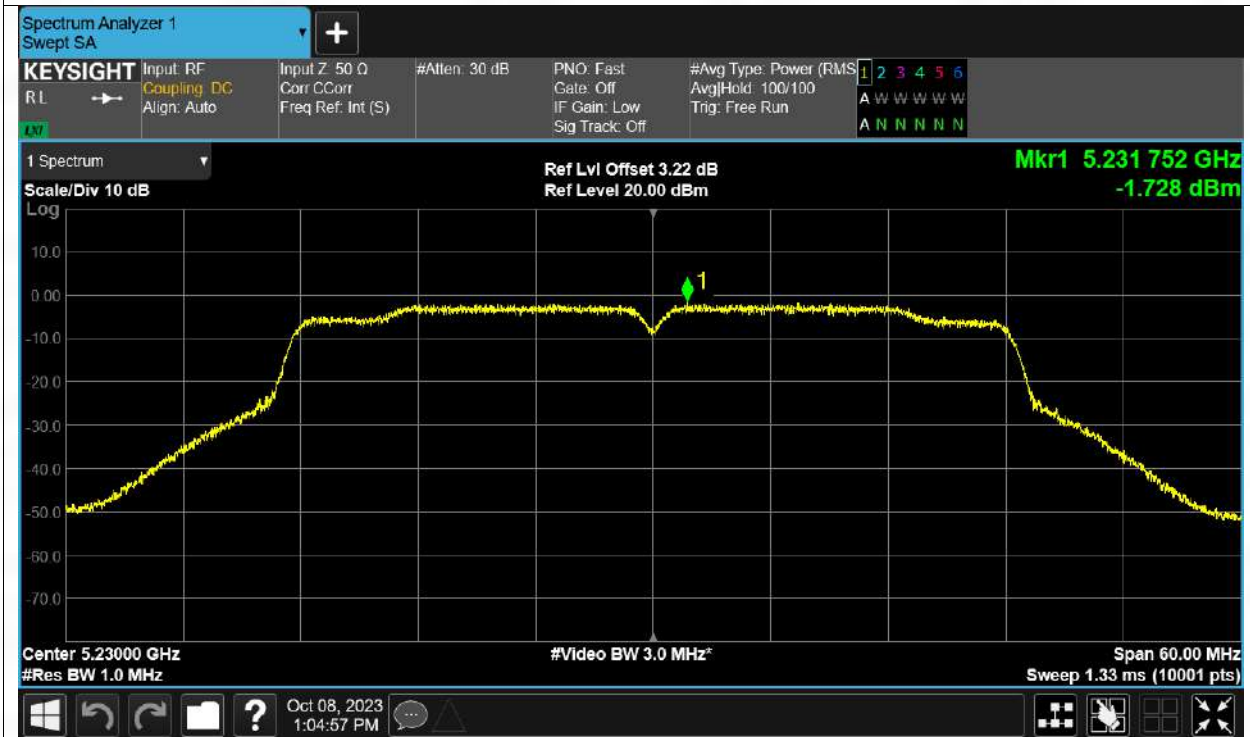 Spectrum Analyzer 1
Swept SA
+
KEYSIGHT
RL
LXI
Input: RF
Coupling: DC
Align: Auto
Input Z: 50 Ω
Corr CCorr
Freq Ref: Int (S)
#Atten: 30 dB
PNO: Fast
Gate: Off
IF Gain: Low
Sig Track: Off
#Avg Type: Power (RMS
Avg|Hold: 100/100
Trig: Free Run
1 2 3 4 5 6
A W W W W W
A N N N N N
1 Spectrum
Scale/Div 10 dB
Log
Ref Lvl Offset 3.22 dB
Ref Level 20.00 dBm
Mkr1 5.231 752 GHz
-1.728 dBm
10.0
0.00
-10.0
-20.0
-30.0
-40.0
-50.0
-60.0
-70.0
1
Center 5.23000 GHz
#Res BW 1.0 MHz
#Video BW 3.0 MHz*
Span 60.00 MHz
Sweep 1.33 ms (10001 pts)
?
Oct 08, 2023
1:04:57 PM